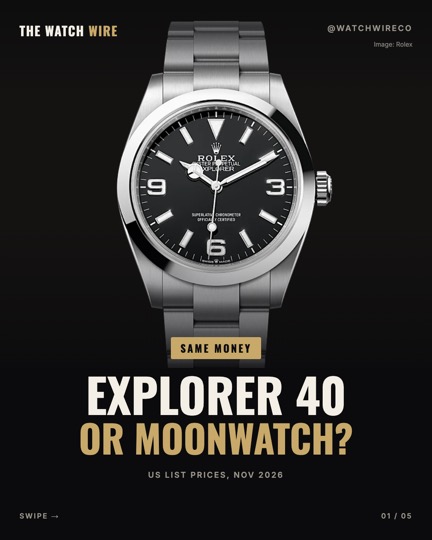 THE WATCH WIRE
@WATCHWIRECO
Image: Rolex
ROLEX
OYSTER PERPETUAL
EXPLORER
3
9
SUPERLATIVE CHRONOMETER
OFFICIALLY CERTIFIED
6
SAME MONEY
EXPLORER 40
OR MOONWATCH?
US LIST PRICES, NOV 2026
SWIPE →
01 / 05